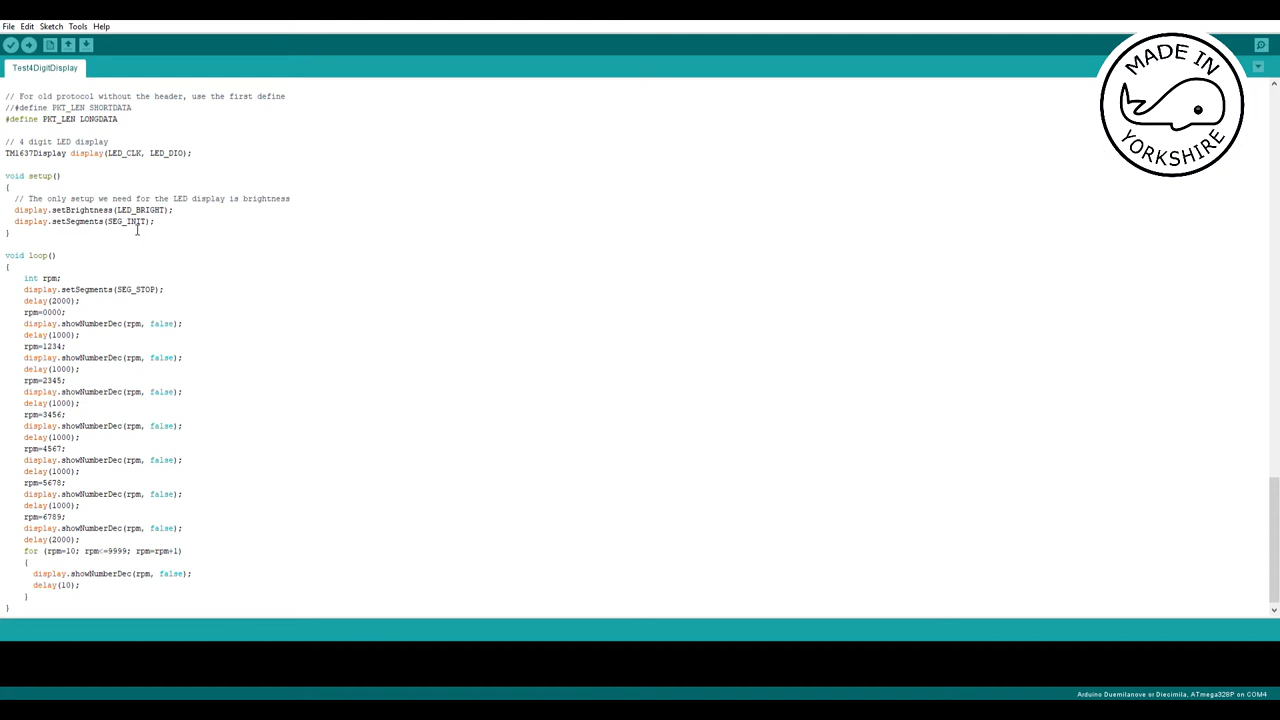 File Edit Sketch Tools Help
Test4DigitDisplay
MADE IN
YORKSHIRE
// For old protocol without the header, use the first define
//#define PKT_LEN SHORTDATA
#define PKT_LEN LONGDATA
// 4 digit LED display
TM1637Display display(LED_CLK, LED_DIO);
void setup()
{
// The only setup we need for the LED display is brightness
display.setBrightness(LED_BRIGHT);
display.setSegments(SEG_INIT);
}
void loop()
{
int rpm;
display.setSegments(SEG_STOP);
delay(2000);
rpm=0000;
display.showNumberDec(rpm, false);
delay(1000);
rpm=1234;
display.showNumberDec(rpm, false);
delay(1000);
rpm=2345;
display.showNumberDec(rpm, false);
delay(1000);
rpm=3456;
display.showNumberDec(rpm, false);
delay(1000);
rpm=4567;
display.showNumberDec(rpm, false);
delay(1000);
rpm=5678;
display.showNumberDec(rpm, false);
delay(1000);
rpm=6789;
display.showNumberDec(rpm, false);
delay(2000);
for (rpm=10; rpm<=9999; rpm=rpm+1)
{
display.showNumberDec(rpm, false);
delay(10);
}
}
Arduino Duemilanove or Diecimila, ATmega328P on COM4